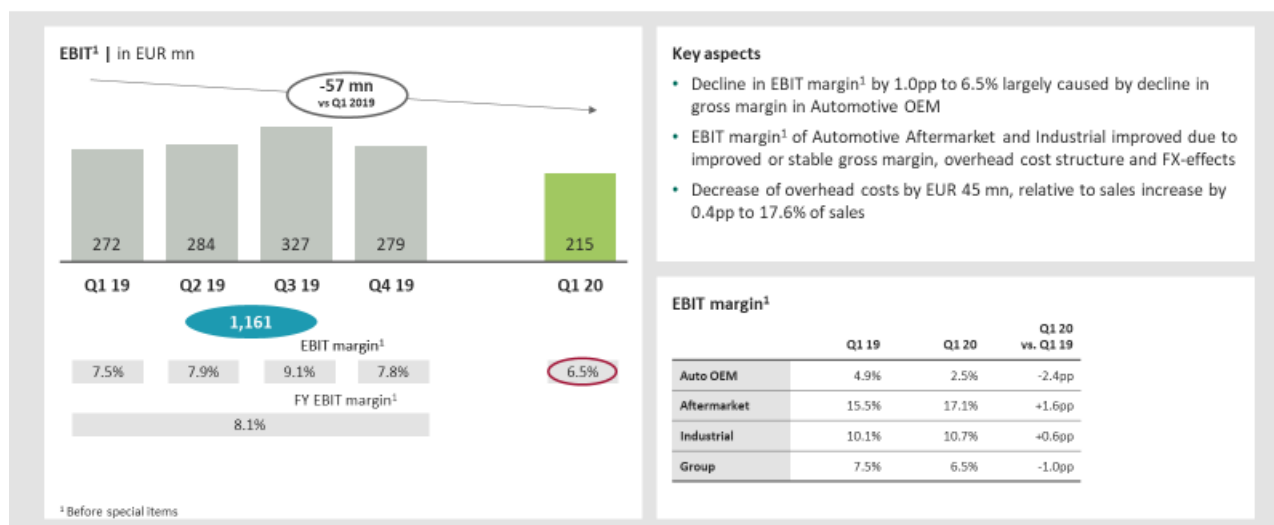 EBIT¹ | in EUR mn
-57 mn
vs Q1 2019
272 284 327 279 215
Q1 19 Q2 19 Q3 19 Q4 19 Q1 20
1,161
EBIT margin¹
7.5% 7.9% 9.1% 7.8% 6.5%
FY EBIT margin¹
8.1%
¹ Before special items
Key aspects
• Decline in EBIT margin¹ by 1.0pp to 6.5% largely caused by decline in
gross margin in Automotive OEM
• EBIT margin¹ of Automotive Aftermarket and Industrial improved due to
improved or stable gross margin, overhead cost structure and FX-effects
• Decrease of overhead costs by EUR 45 mn, relative to sales increase by
0.4pp to 17.6% of sales
EBIT margin¹
Q1 20
Q1 19 Q1 20 vs. Q1 19
Auto OEM 4.9% 2.5% -2.4pp
Aftermarket 15.5% 17.1% +1.6pp
Industrial 10.1% 10.7% +0.6pp
Group 7.5% 6.5% -1.0pp